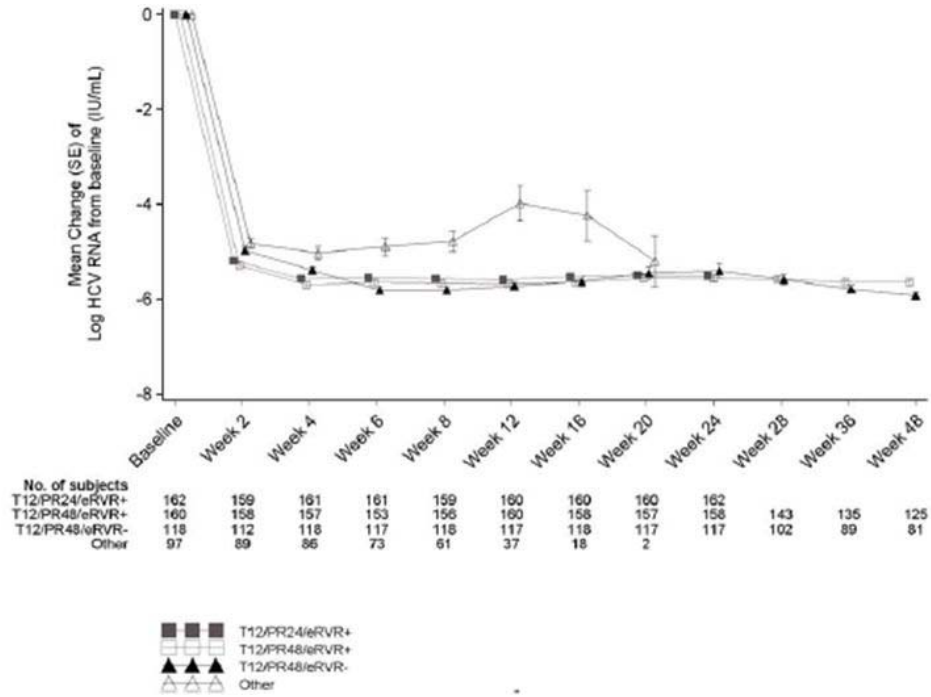 Mean Change (SE) of
Log HCV RNA from baseline (IU/mL)
0
-2
-4
-6
-8
Baseline
Week 2
Week 4
Week 6
Week 8
Week 12
Week 16
Week 20
Week 24
Week 28
Week 36
Week 48
No. of subjects
T12/PR24/eRVR+ 162 159 161 161 159 160 160 160 162
T12/PR48/eRVR+ 160 158 157 153 156 160 158 157 158 143 135 125
T12/PR48/eRVR- 118 112 118 117 118 117 118 117 117 102 89 81
Other 97 89 86 73 61 37 18 2
T12/PR24/eRVR+
T12/PR48/eRVR+
T12/PR48/eRVR-
Other